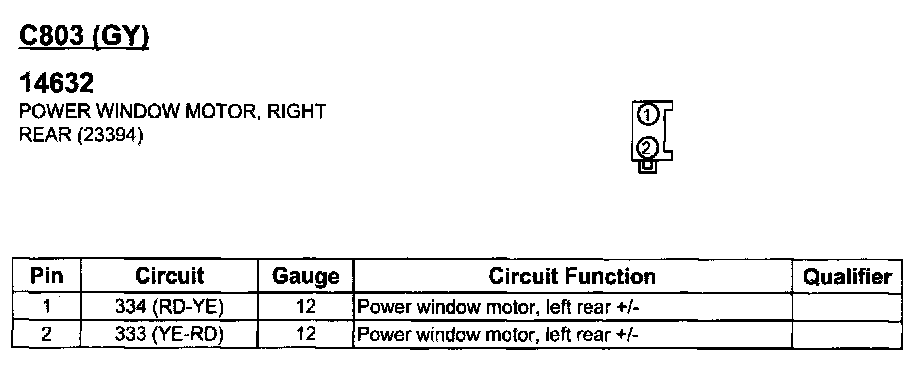 C803 (GY)
14632
POWER WINDOW MOTOR, RIGHT
REAR (23394)
1
2
Pin Circuit Gauge Circuit Function Qualifier
1 334 (RD-YE) 12 Power window motor, left rear +/-
2 333 (YE-RD) 12 Power window motor, left rear +/-